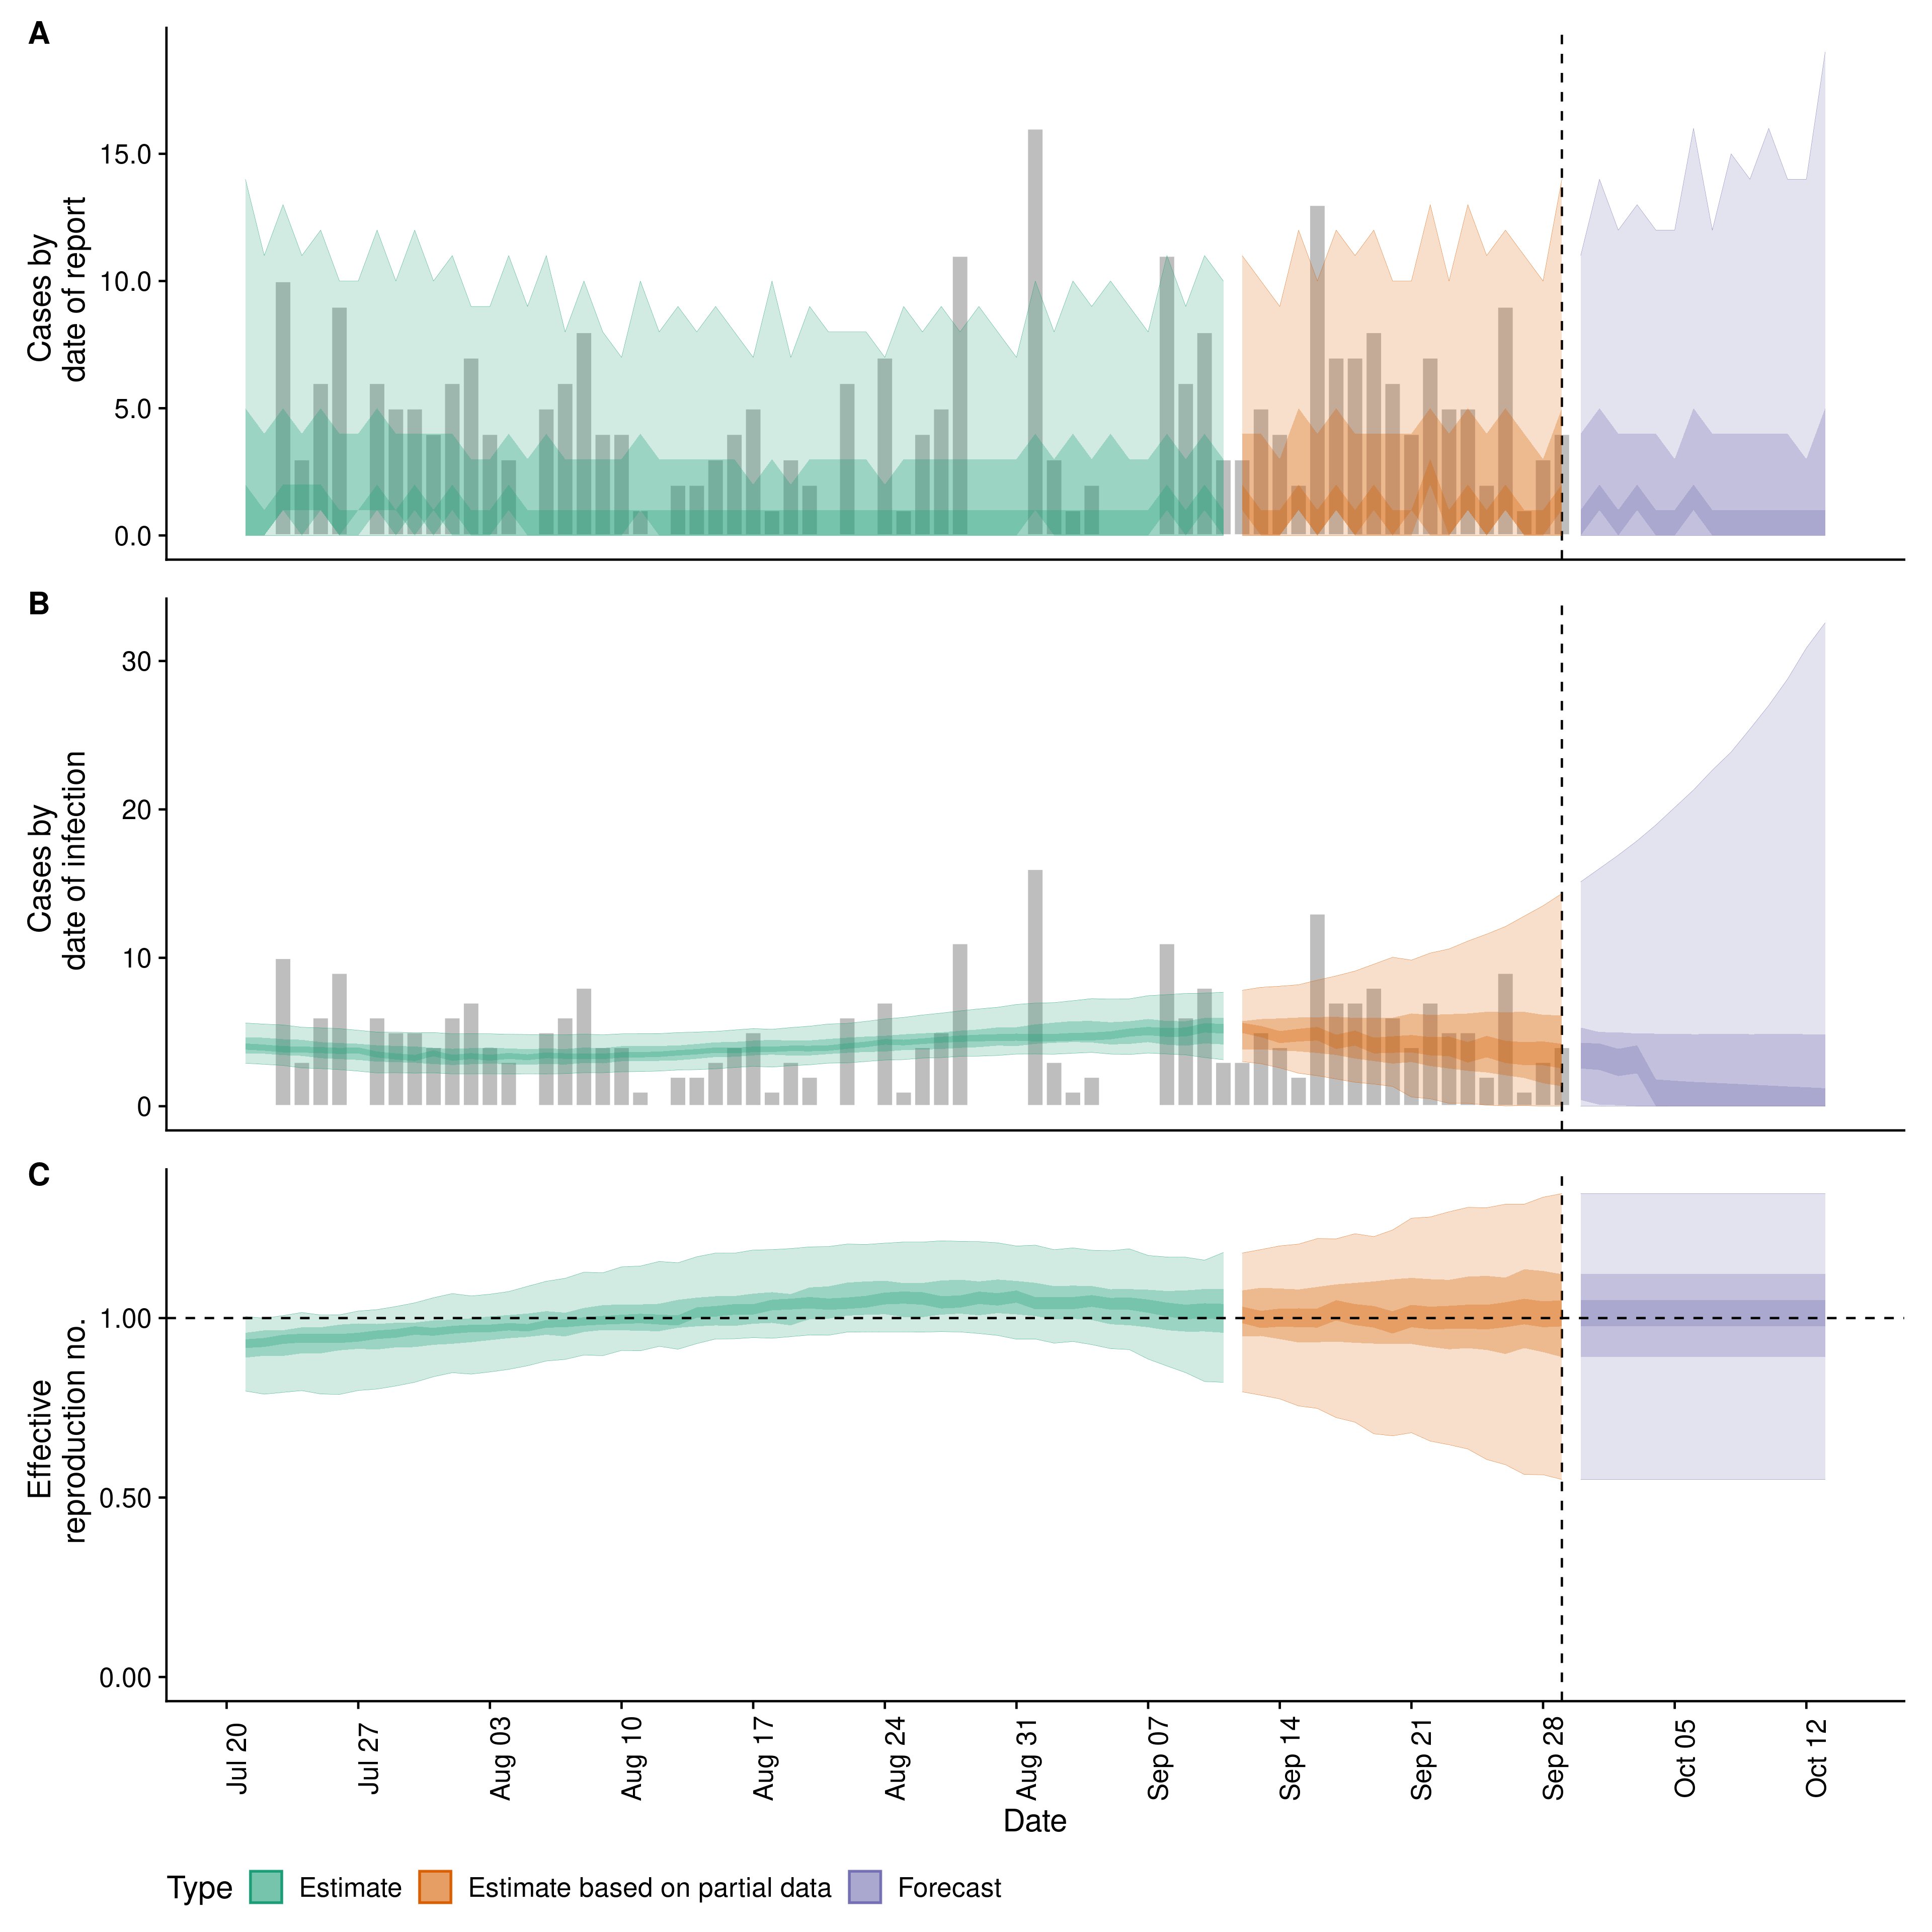 A
Cases by
date of report
15.0
10.0
5.0
0.0
B
Cases by
date of infection
30
20
10
0
C
Effective
reproduction no.
1.00
0.50
0.00
Jul 20
Jul 27
Aug 03
Aug 10
Aug 17
Aug 24
Aug 31
Sep 07
Sep 14
Sep 21
Sep 28
Oct 05
Oct 12
Date
Type Estimate Estimate based on partial data Forecast